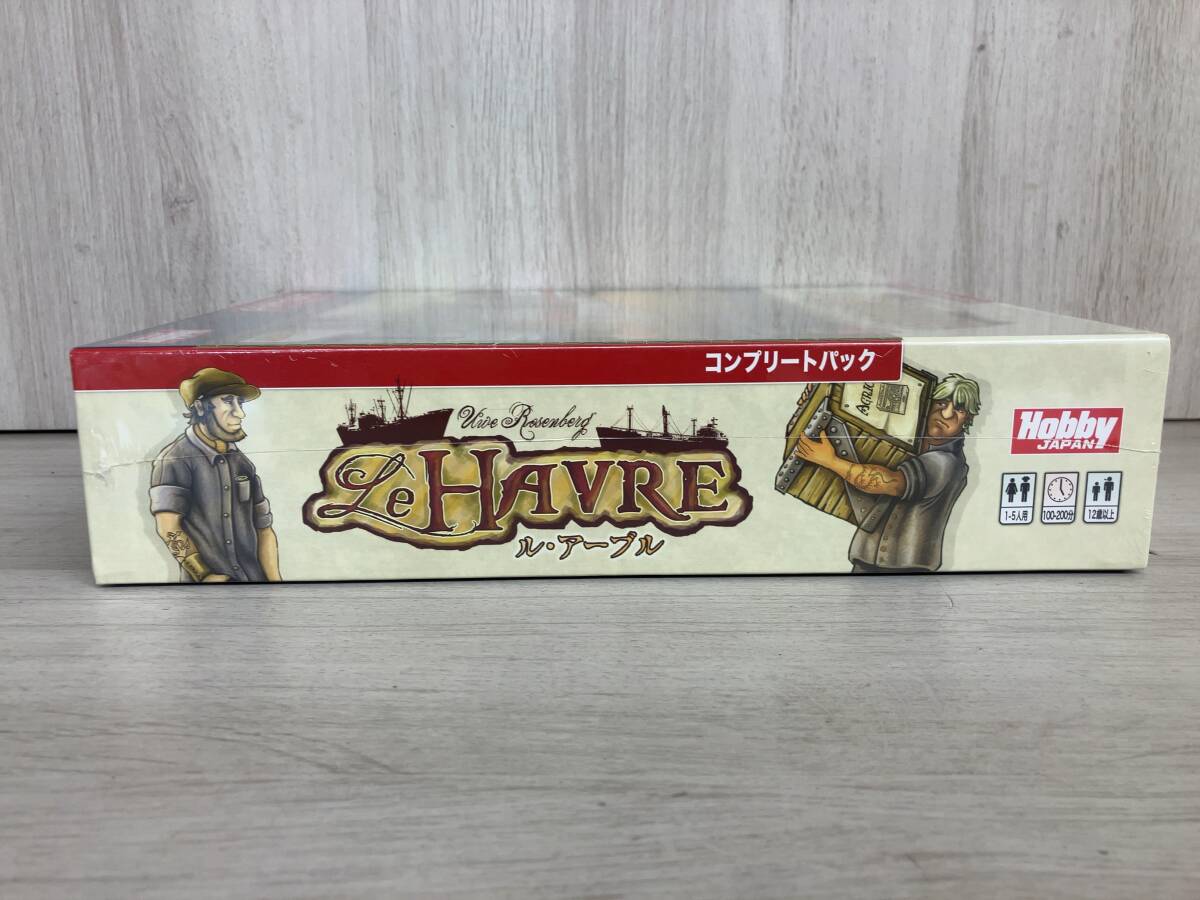 コンプリートパック
Uwe Rosenberg
Le HAVRE
ル・アーブル
AGRIC
Hobby
JAPAN
1-5人用
100-200分
12歳以上